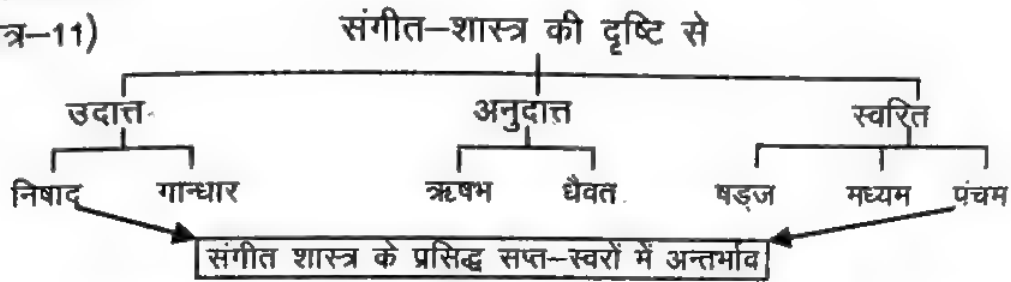 त्र–11)
संगीत–शास्त्र की दृष्टि से
उदात्त अनुदात्त स्वरित
निषाद गान्धार ऋषभ धैवत षड्ज मध्यम पंचम
संगीत शास्त्र के प्रसिद्ध सप्त–स्वरों में अन्तर्भाव